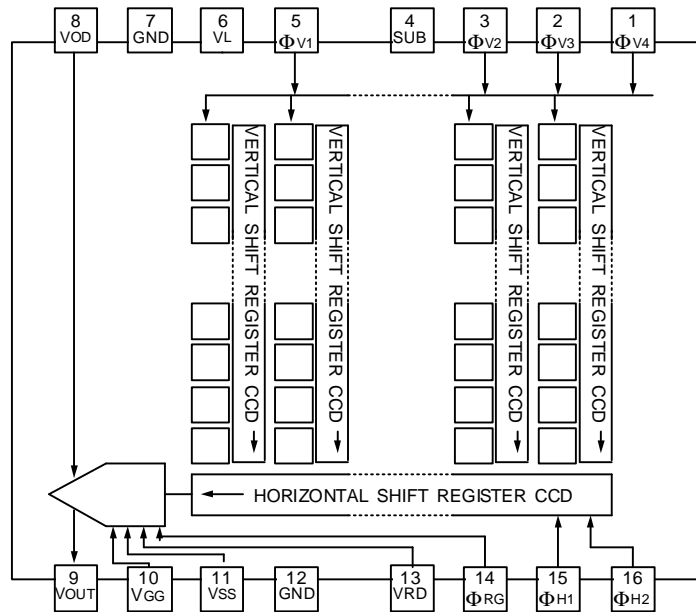 8 7 6 5 4 3 2 1
VOD GND VL ΦV1 SUB ΦV2 ΦV3 ΦV4
VERTICAL SHIFT REGISTER CCD
VERTICAL SHIFT REGISTER CCD
VERTICAL SHIFT REGISTER CCD
VERTICAL SHIFT REGISTER CCD
HORIZONTAL SHIFT REGISTER CCD
9 10 11 12 13 14 15 16
VOUT VGG VSS GND VRD ΦRG ΦH1 ΦH2